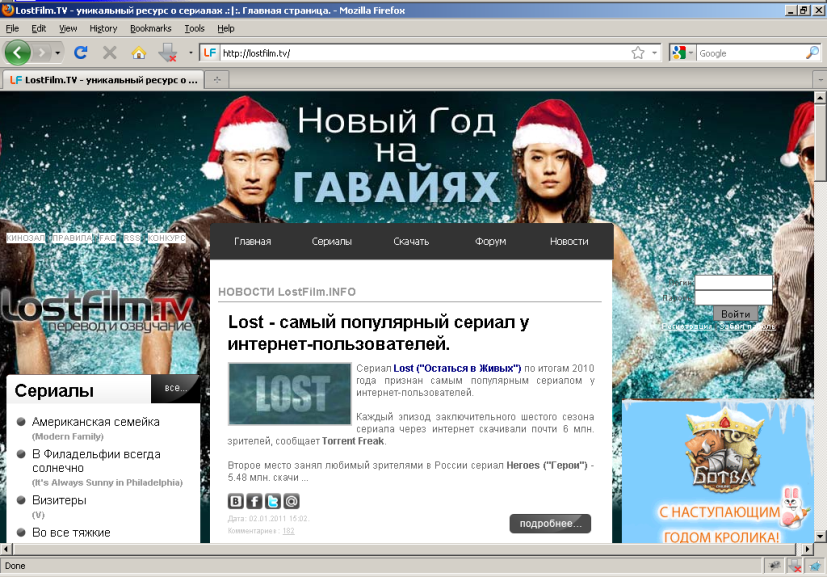 LostFilm.TV - уникальный ресурс о сериалах .:|:. Главная страница. - Mozilla Firefox
File Edit View History Bookmarks Tools Help
LF http://lostfilm.tv/
Google
LF LostFilm.TV - уникальный ресурс о ...
Новый Год
на
ГАВАЙЯХ
КИНОЗАЛ ПРАВИЛА FAQ RSS КОНКУРС
Главная Сериалы Скачать Форум Новости
LostFilm.TV
перевод и озвучание
Войти
Регистрация Забыл пароль
НОВОСТИ LostFilm.INFO
Lost - самый популярный сериал у
интернет-пользователей.
LOST
Сериал Lost ("Остаться в Живых") по итогам 2010
года признан самым популярным сериалом у
интернет-пользователей.
Каждый эпизод заключительного шестого сезона
сериала через интернет скачивали почти 6 млн.
зрителей, сообщает Torrent Freak.
Второе место занял любимый зрителями в России сериал Heroes ("Герои") -
5.48 млн. скачи ...
Дата: 02.01.2011 15:02.
Комментариев: 182
подробнее...
Сериалы
все...
Американская семейка
(Modern Family)
В Филадельфии всегда
солнечно
(It's Always Sunny in Philadelphia)
Визитеры
(V)
Во все тяжкие
БОТВА
С НАСТУПАЮЩИМ
ГОДОМ КРОЛИКА!
Done